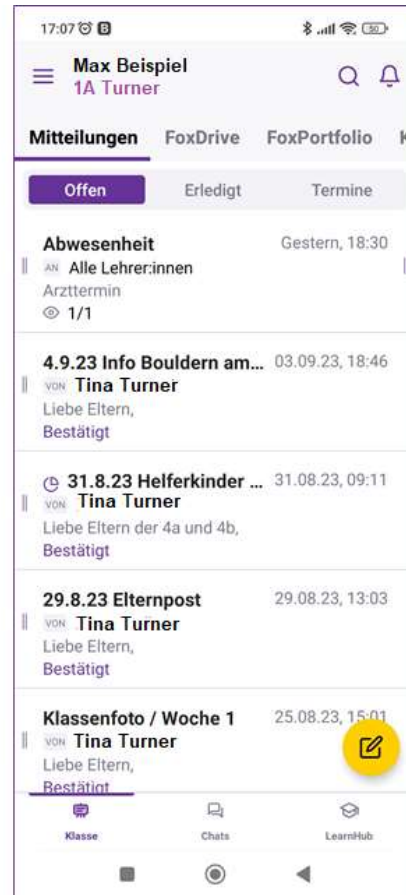 17:07 B 50
Max Beispiel
1A Turner
Mitteilungen FoxDrive FoxPortfolio
Offen Erledigt Termine
Abwesenheit Gestern, 18:30
AN Alle Lehrer:innen
Arzttermin
1/1
4.9.23 Info Bouldern am... 03.09.23, 18:46
VON Tina Turner
Liebe Eltern,
Bestätigt
31.8.23 Helferkinder ... 31.08.23, 09:11
VON Tina Turner
Liebe Eltern der 4a und 4b,
Bestätigt
29.8.23 Elternpost 29.08.23, 13:03
VON Tina Turner
Liebe Eltern,
Bestätigt
Klassenfoto / Woche 1 25.08.23, 15:01
VON Tina Turner
Liebe Eltern,
Bestätigt
Klasse Chats LearnHub